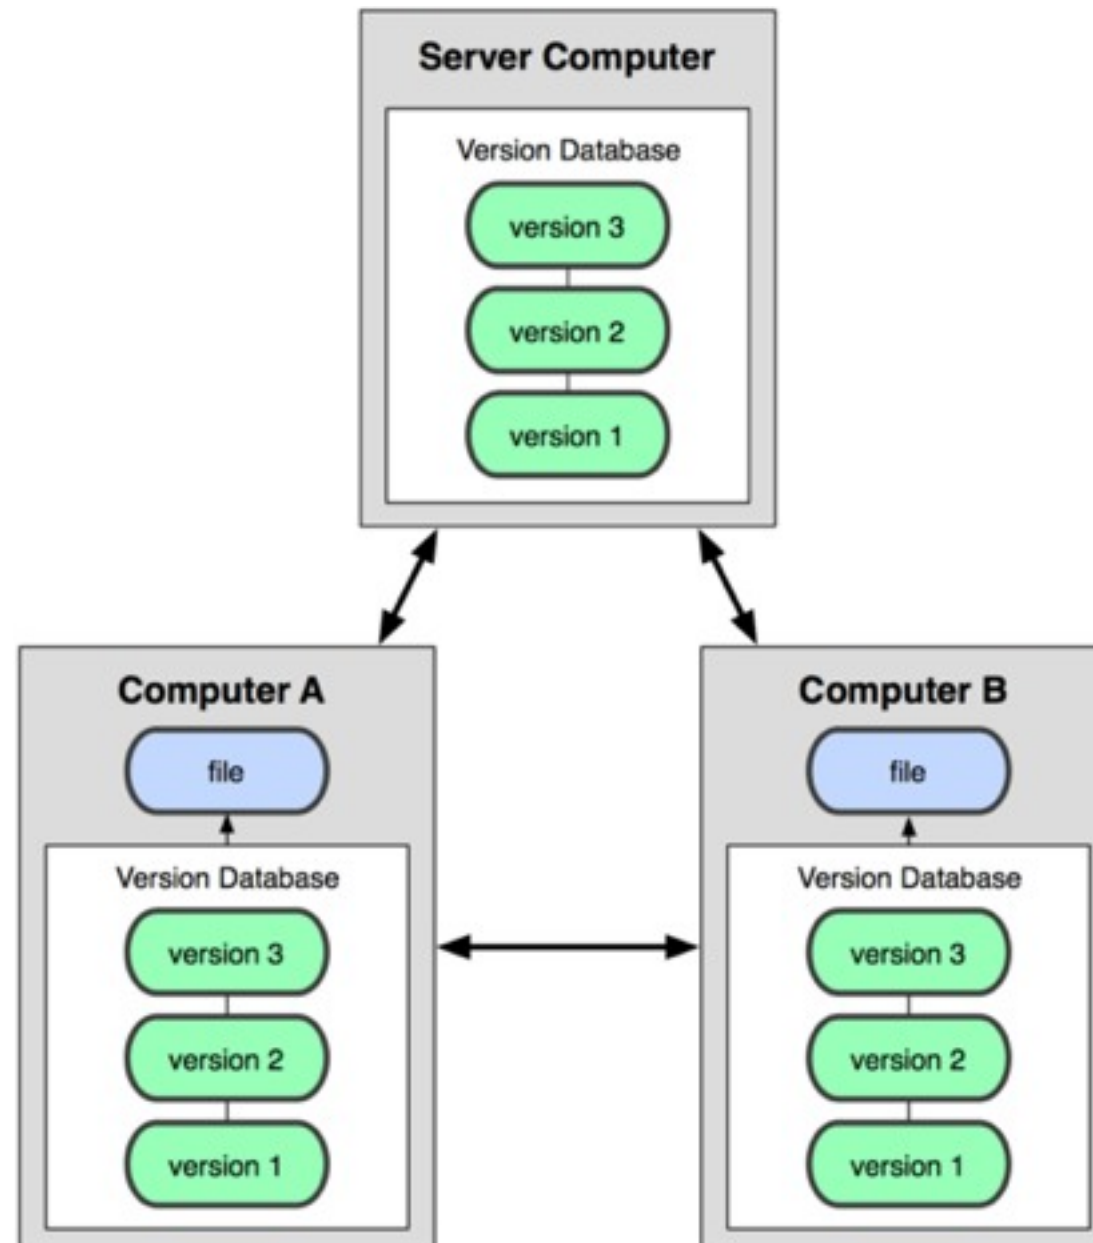 Server Computer
Version Database
version 3
version 2
version 1
Computer A
file
Version Database
version 3
version 2
version 1
Computer B
file
Version Database
version 3
version 2
version 1